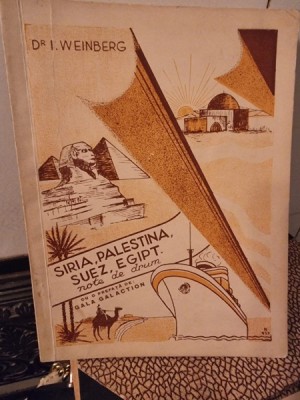 DR I. WEINBERG
SIRIA, PALESTINA,
SUEZ, EGIPT.
note de drum
CU O PREFAȚĂ DE
GALA GALACTION